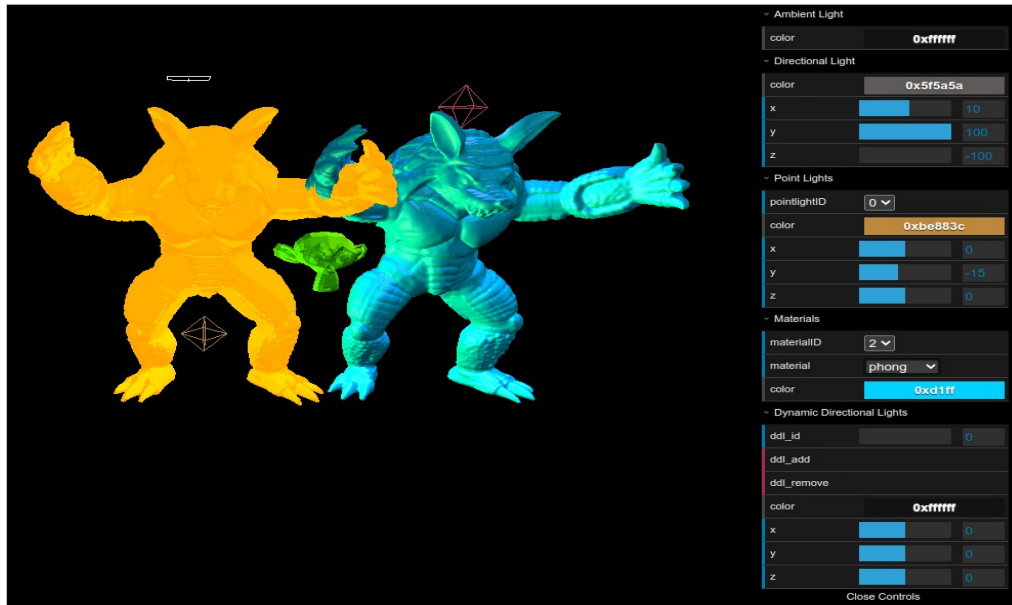 Ambient Light
color 0xffffff
Directional Light
color 0x5f5a5a
x 10
y 100
z -100
Point Lights
pointlightID 0
color 0xbe883c
x 0
y -15
z 0
Materials
materialID 2
material phong
color 0xd1ff
Dynamic Directional Lights
ddl_id 0
ddl_add
ddl_remove
color 0xffffff
x 0
y 0
z 0
Close Controls